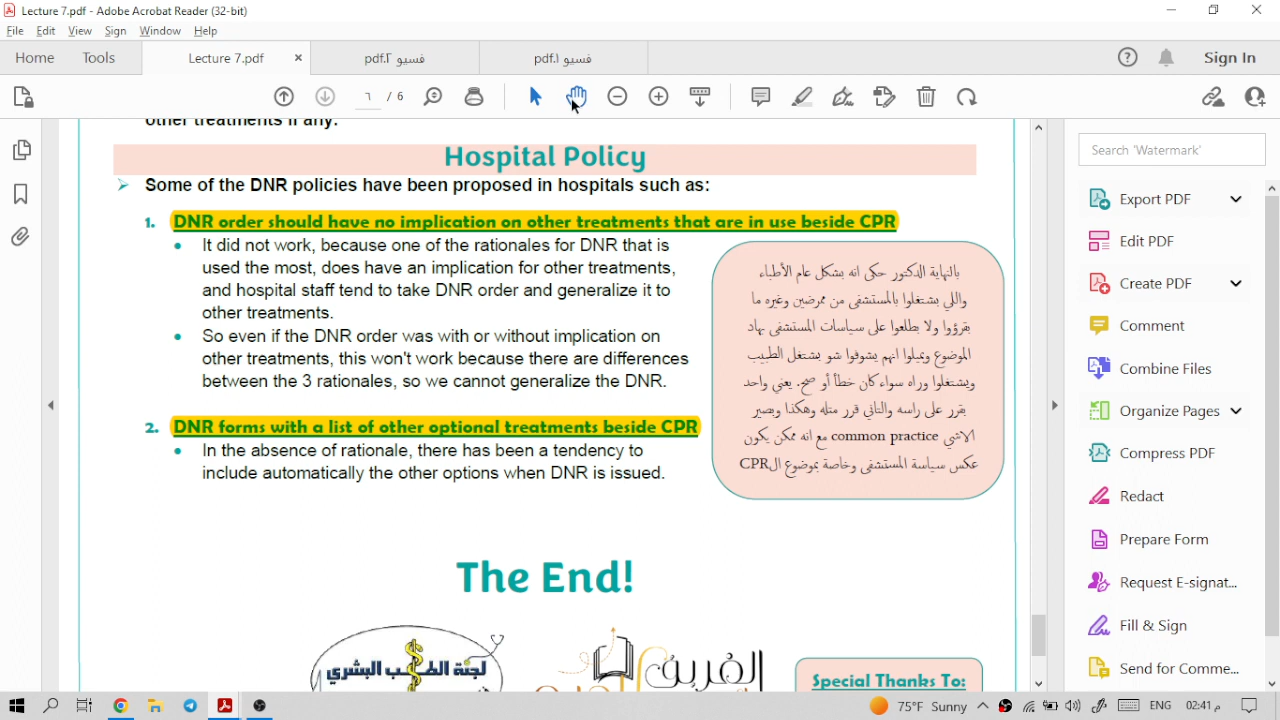 Lecture 7.pdf - Adobe Acrobat Reader (32-bit)
File Edit View Sign Window Help
Home Tools Lecture 7.pdf × فسيو ٢.pdf فسيو ١.pdf Sign In
٦ / 6
other treatments if any.
Hospital Policy
Search 'Watermark'
Some of the DNR policies have been proposed in hospitals such as:
1. DNR order should have no implication on other treatments that are in use beside CPR
It did not work, because one of the rationales for DNR that is
used the most, does have an implication for other treatments,
and hospital staff tend to take DNR order and generalize it to
other treatments.
So even if the DNR order was with or without implication on
other treatments, this won't work because there are differences
between the 3 rationales, so we cannot generalize the DNR.
2. DNR forms with a list of other optional treatments beside CPR
In the absence of rationale, there has been a tendency to
include automatically the other options when DNR is issued.
بالنهاية الدكتور حكى انه بشكل عام الأطباء
واللي بشتغلوا بالمستشفى من ممرضين وغيره ما
بقرؤوا ولا بطلعوا على سياسات المستشفى بهاد
الموضوع وبميلوا انهم يشوفوا شو بشتغل الطبيب
ويشتغلوا وراه سواء كان خطأ أو صح. يعني واحد
بقرر على راسه والثاني قرر مثله وهكذا وبصير
الاشي common practice مع انه ممكن يكون
عكس سياسة المستشفى وخاصة بموضوع الCPR
The End!
لجنة الطب البشري
الفريق
Special Thanks To:
Export PDF
Edit PDF
Create PDF
Comment
Combine Files
Organize Pages
Compress PDF
Redact
Prepare Form
Request E-signat...
Fill & Sign
Send for Comme...
75°F Sunny ENG 02:41 م